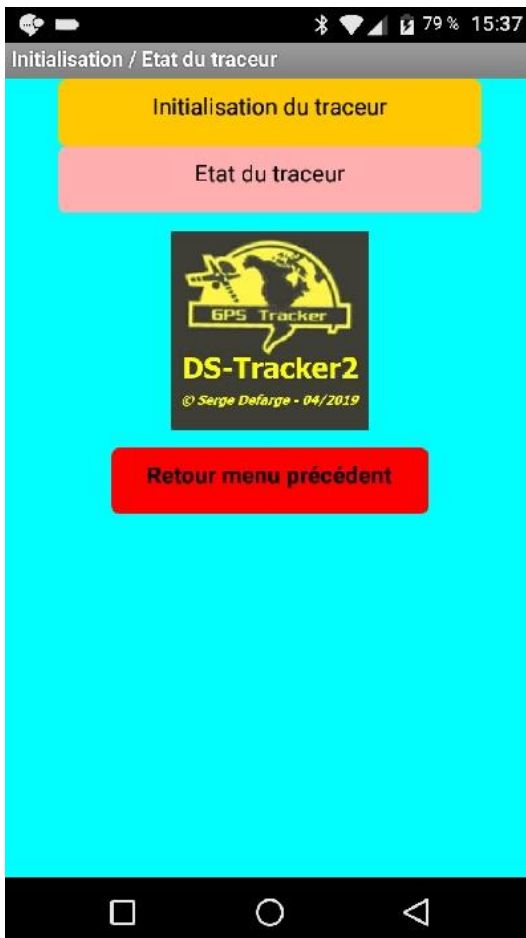 79 % 15:37
Initialisation / Etat du traceur
Initialisation du traceur
Etat du traceur
GPS Tracker
DS-Tracker2
© Serge Defarge - 04/2019
Retour menu précédent